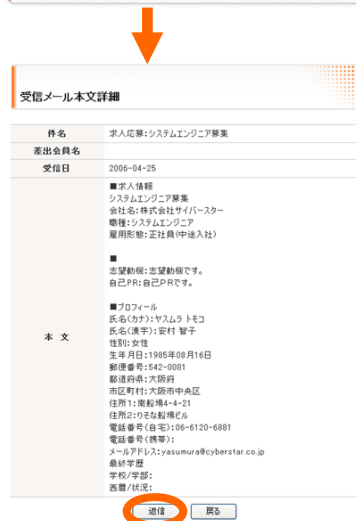 受信メール本文詳細
件名 求人応募:システムエンジニア募集
差出会員名
受信日 2006-04-25
本 文
■求人情報
システムエンジニア募集
会社名:株式会社サイバースター
職種:システムエンジニア
雇用形態:正社員(中途入社)
■
志望動機:志望動機です。
自己PR:自己PRです。
■プロフィール
氏名(カナ):ヤスムラ トモコ
氏名(漢字):安村 智子
性別:女性
生年月日:1985年08月16日
郵便番号:542-0081
都道府県:大阪府
市区町村:大阪市中央区
住所1:南船場4-4-21
住所2:りそな船場ビル
電話番号(自宅):06-6120-6881
電話番号(携帯):
メールアドレス:yasumura@cyberstar.co.jp
最終学歴
学校/学部:
西暦/状況:
返信 戻る